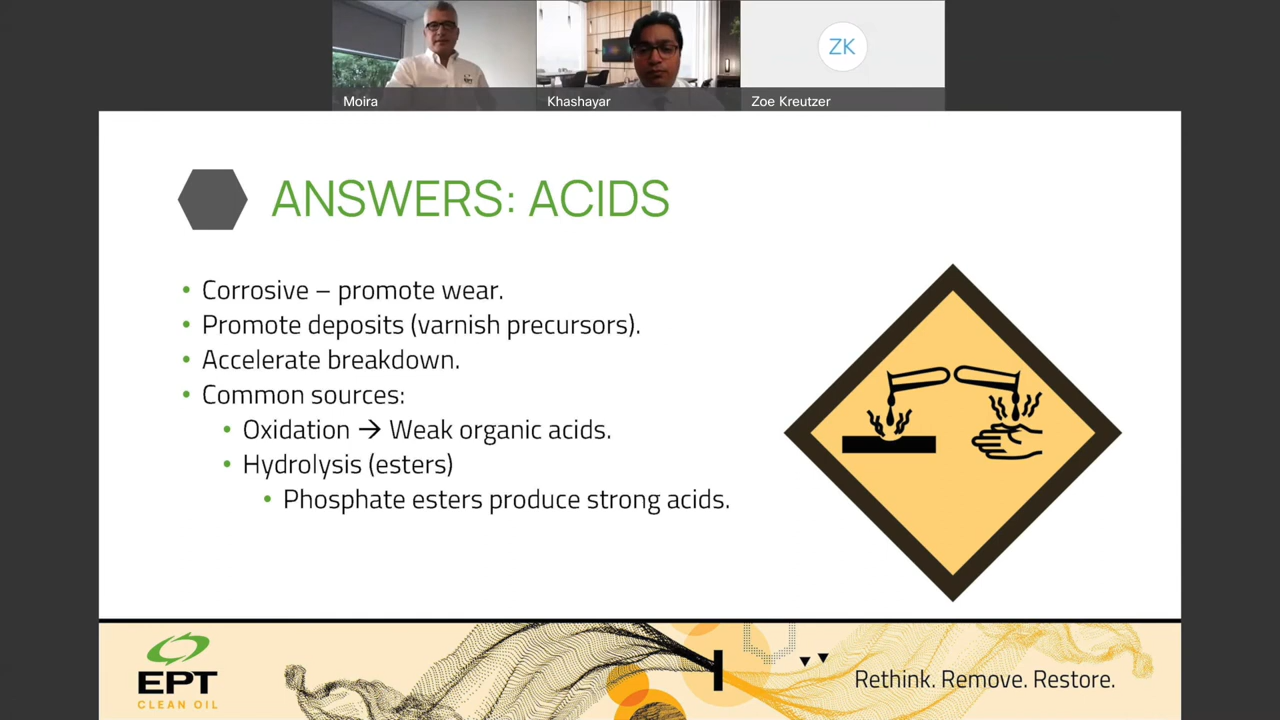 ZK
Moira
Khashayar
Zoe Kreutzer
ANSWERS: ACIDS
• Corrosive – promote wear.
• Promote deposits (varnish precursors).
• Accelerate breakdown.
• Common sources:
• Oxidation → Weak organic acids.
• Hydrolysis (esters)
• Phosphate esters produce strong acids.
EPT
CLEAN OIL
Rethink. Remove. Restore.